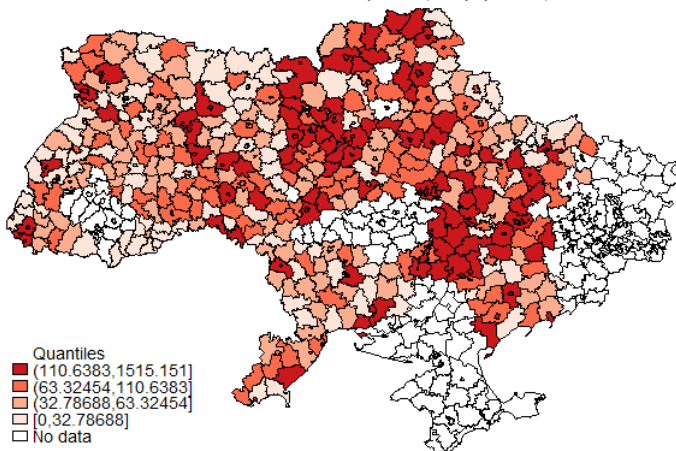 Quantiles
(110.6383,1515.151]
(63.32454,110.6383]
(32.78688,63.32454]
[0,32.78688]
No data